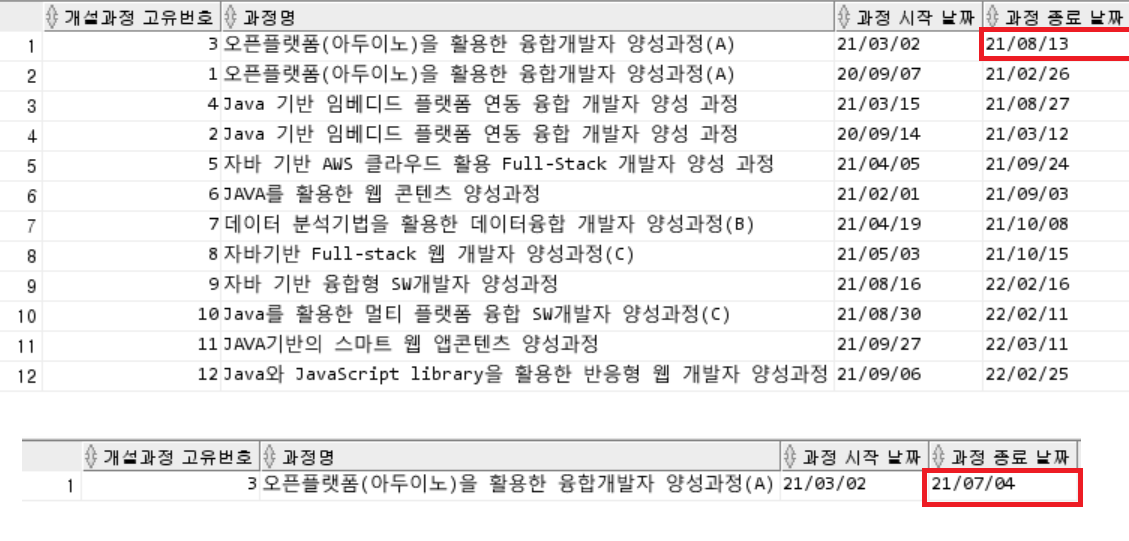 개설과정 고유번호 과정명 과정 시작 날짜 과정 종료 날짜
1 3 오픈플랫폼(아두이노)을 활용한 융합개발자 양성과정(A) 21/03/02 21/08/13
2 1 오픈플랫폼(아두이노)을 활용한 융합개발자 양성과정(A) 20/09/07 21/02/26
3 4 Java 기반 임베디드 플랫폼 연동 융합 개발자 양성 과정 21/03/15 21/08/27
4 2 Java 기반 임베디드 플랫폼 연동 융합 개발자 양성 과정 20/09/14 21/03/12
5 5 자바 기반 AWS 클라우드 활용 Full-Stack 개발자 양성 과정 21/04/05 21/09/24
6 6 JAVA를 활용한 웹 콘텐츠 양성과정 21/02/01 21/09/03
7 7 데이터 분석기법을 활용한 데이터융합 개발자 양성과정(B) 21/04/19 21/10/08
8 8 자바기반 Full-stack 웹 개발자 양성과정(C) 21/05/03 21/10/15
9 9 자바 기반 융합형 SW개발자 양성과정 21/08/16 22/02/16
10 10 Java를 활용한 멀티 플랫폼 융합 SW개발자 양성과정(C) 21/08/30 22/02/11
11 11 JAVA기반의 스마트 웹 앱콘텐츠 양성과정 21/09/27 22/03/11
12 12 Java와 JavaScript library을 활용한 반응형 웹 개발자 양성과정 21/09/06 22/02/25
개설과정 고유번호 과정명 과정 시작 날짜 과정 종료 날짜
1 3 오픈플랫폼(아두이노)을 활용한 융합개발자 양성과정(A) 21/03/02 21/07/04